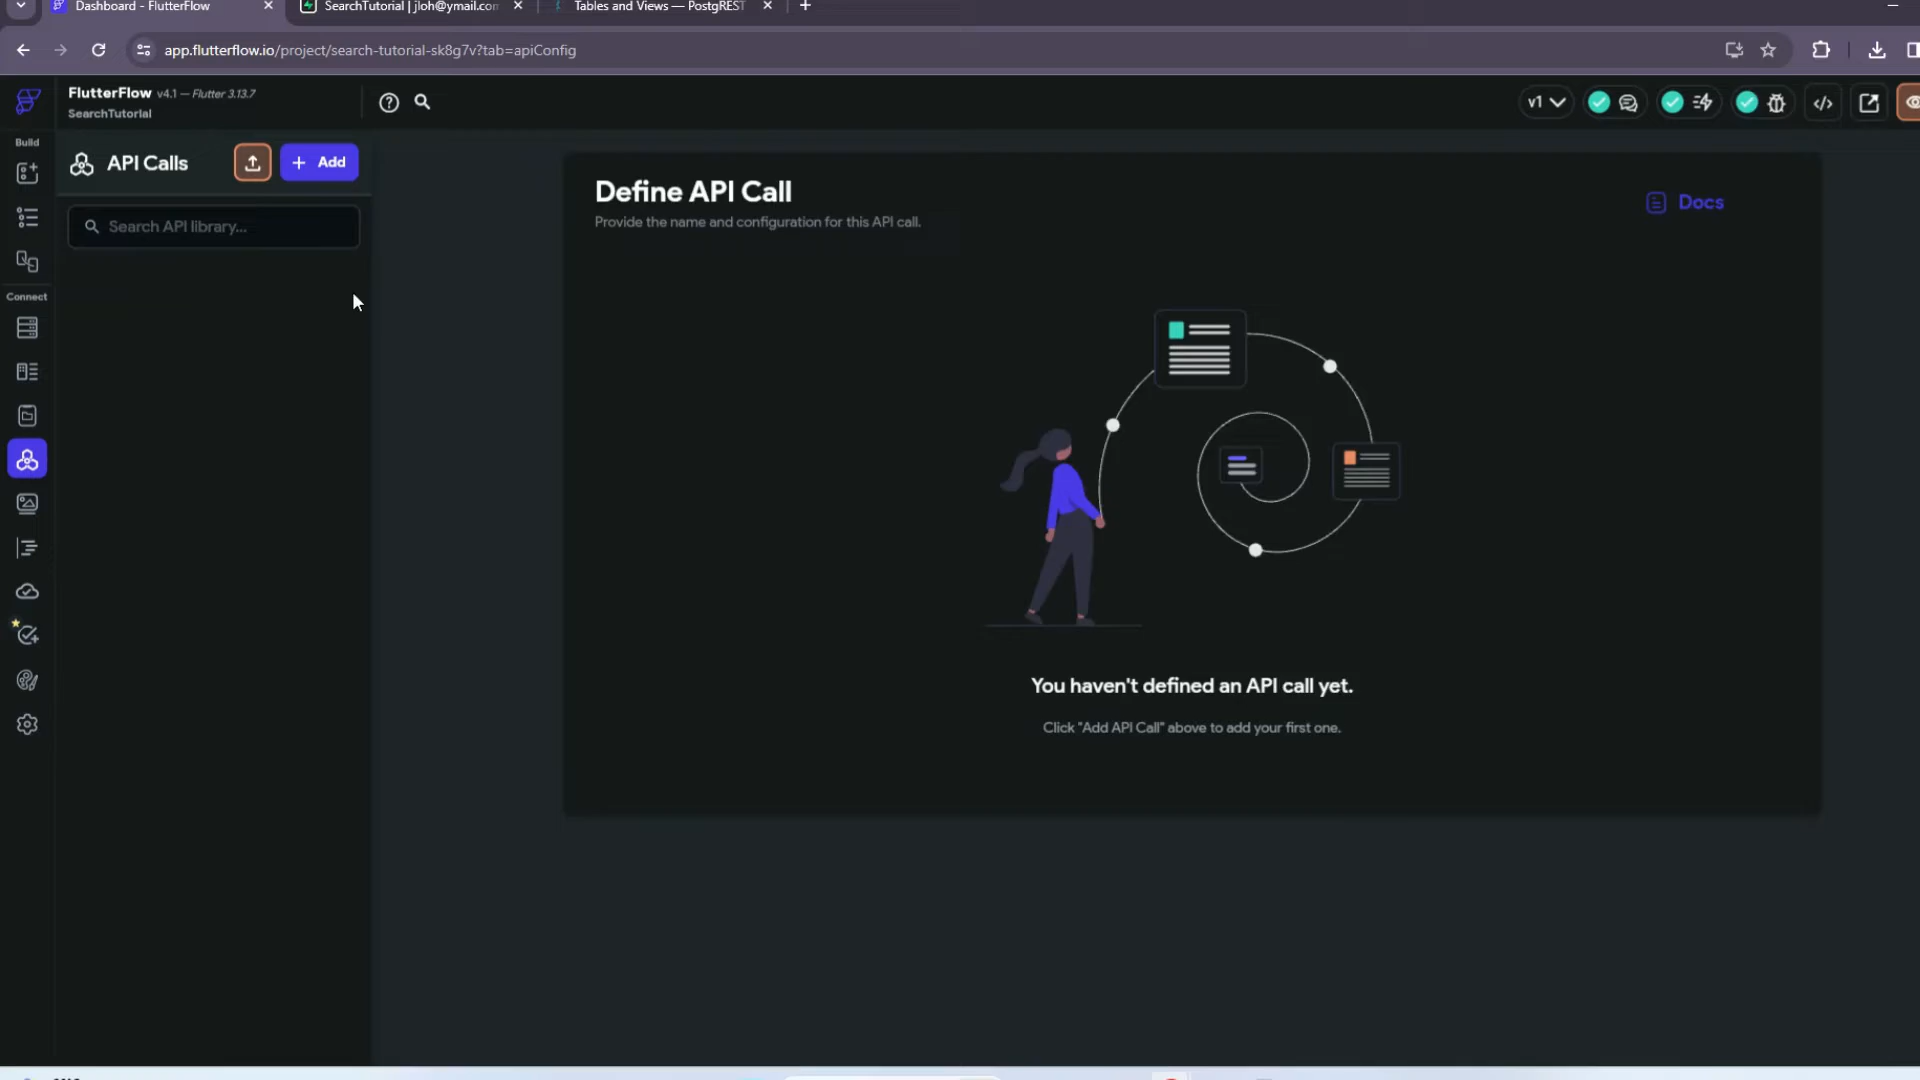 Dashboard - FlutterFlow
SearchTutorial | jloh@ymail.com
Tables and Views — PostgREST
app.flutterflow.io/project/search-tutorial-sk8g7v?tab=apiConfig
FlutterFlow v4.1 — Flutter 3.13.7
SearchTutorial
v1
Build
API Calls
+ Add
Search API library...
Connect
Define API Call
Provide the name and configuration for this API call.
Docs
You haven't defined an API call yet.
Click "Add API Call" above to add your first one.